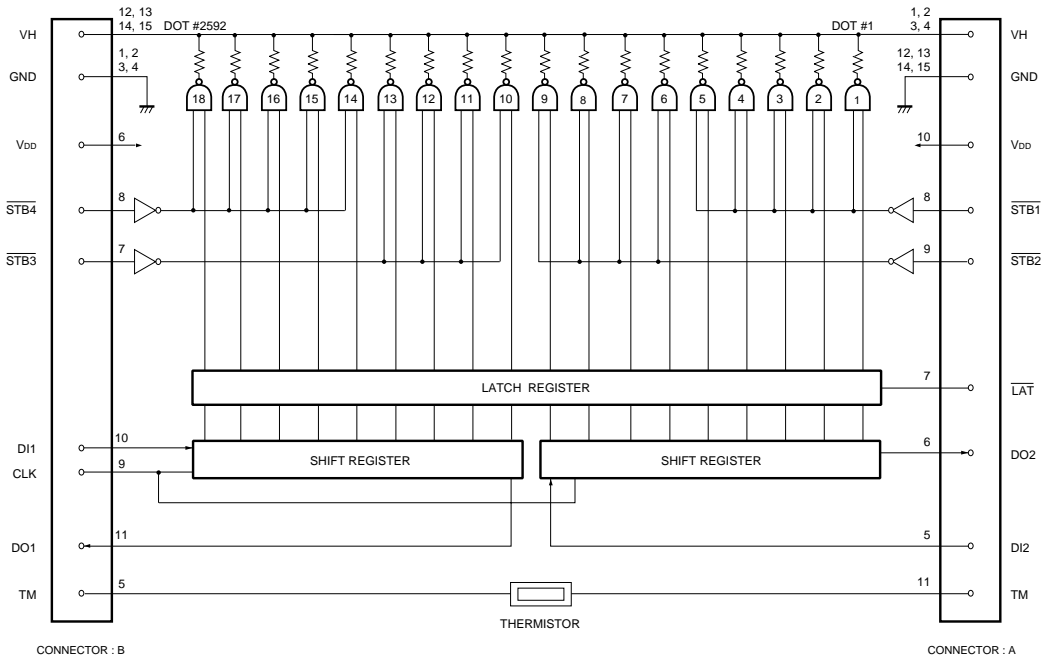 12, 13
14, 15
DOT #2592
DOT #1
1, 2
3, 4
VH
VH
1, 2
3, 4
12, 13
14, 15
GND
GND
18 17 16 15 14 13 12 11 10 9 8 7 6 5 4 3 2 1
6
10
VDD
VDD
8
8
STB4
STB1
7
9
STB3
STB2
LATCH REGISTER
7
LAT
10
6
DI1
SHIFT REGISTER
SHIFT REGISTER
DO2
9
CLK
11
5
DO1
DI2
5
11
TM
TM
THERMISTOR
CONNECTOR : B
CONNECTOR : A